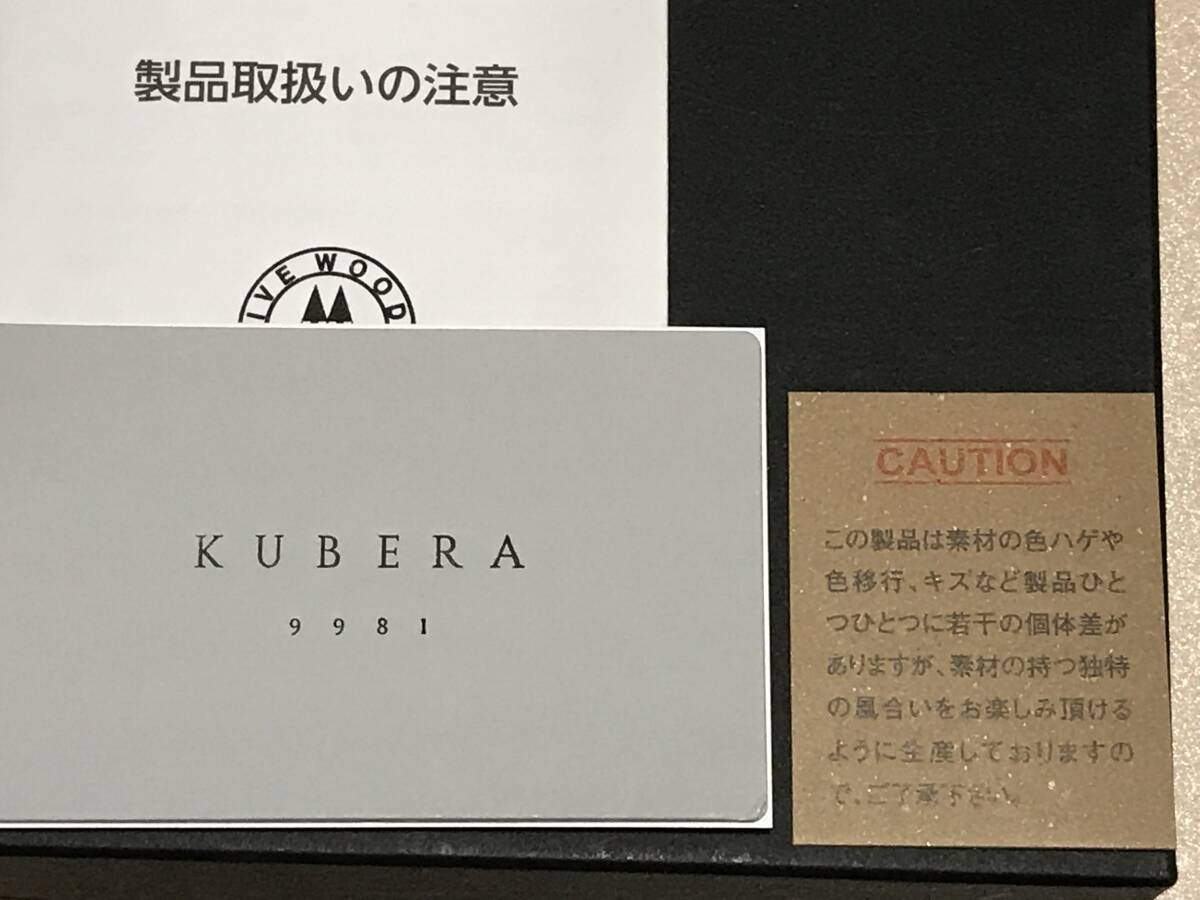 製品取扱いの注意
IVE WOOD
KUBERA
9981
CAUTION
この製品は素材の色ハゲや
色移行、キズなど製品ひと
つひとつに若干の個体差が
ありますが、素材の持つ独特
の風合いをお楽しみ頂ける
ように生産しておりますの
で、ご了承下さい。